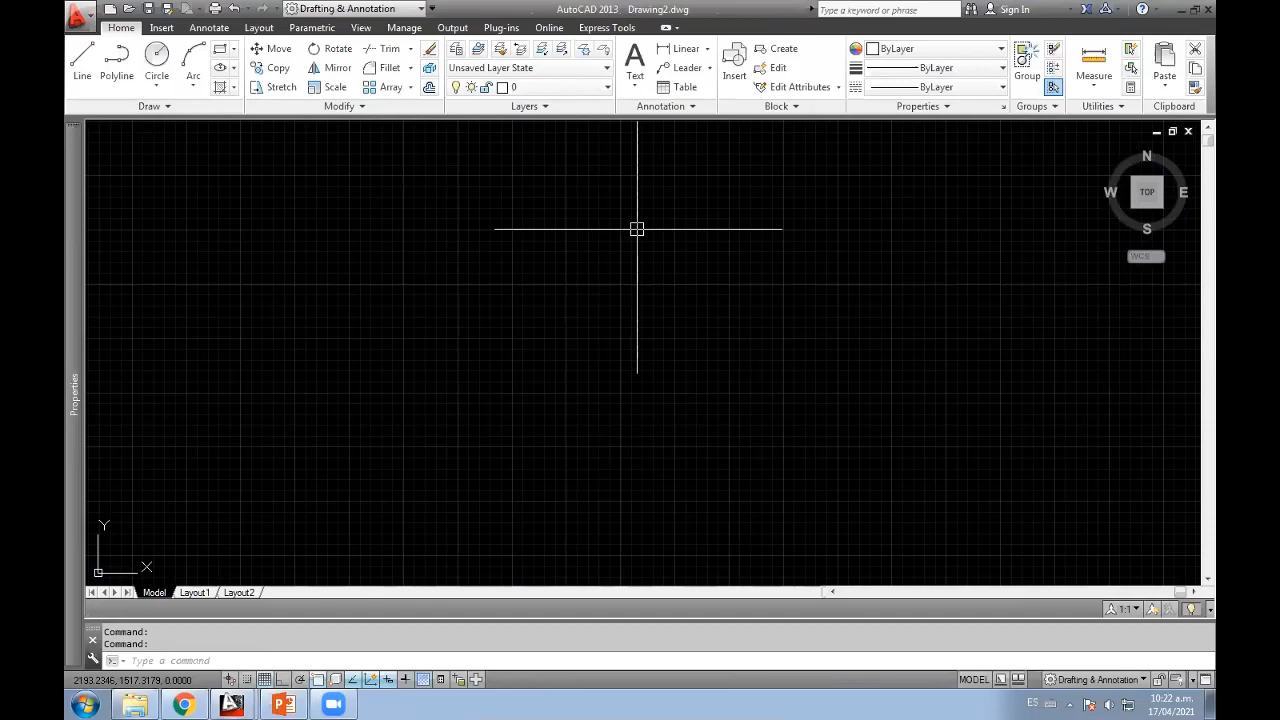 Drafting & Annotation AutoCAD 2013 Drawing2.dwg Type a keyword or phrase Sign In
Home Insert Annotate Layout Parametric View Manage Output Plug-ins Online Express Tools
Line Polyline Circle Arc
Move Rotate Trim
Copy Mirror Fillet
Stretch Scale Array
Unsaved Layer State
0
Text
Linear
Leader
Table
Insert
Create
Edit
Edit Attributes
ByLayer
ByLayer
ByLayer
Group
Measure
Paste
Draw Modify Layers Annotation Block Properties Groups Utilities Clipboard
N
W TOP E
S
WCS
Properties
Y
X
Model Layout1 Layout2
1:1
Command:
Command:
Type a command
2193.2346, 1517.3179, 0.0000 MODEL Drafting & Annotation
ES 10:22 a.m.
17/04/2021